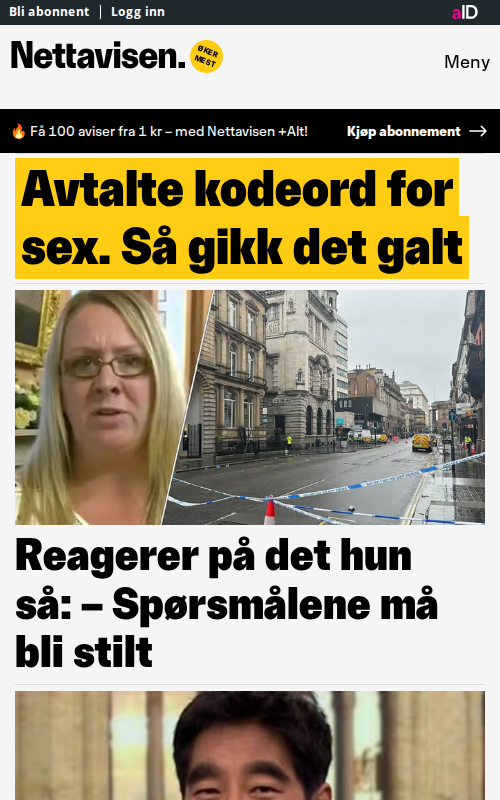 Bli abonnent | Logg inn
aID
Nettavisen.
ØKER
MEST
Meny
🔥 Få 100 aviser fra 1 kr – med Nettavisen +Alt!
Kjøp abonnement →
Avtalte kodeord for
sex. Så gikk det galt
Reagerer på det hun
så: – Spørsmålene må
bli stilt